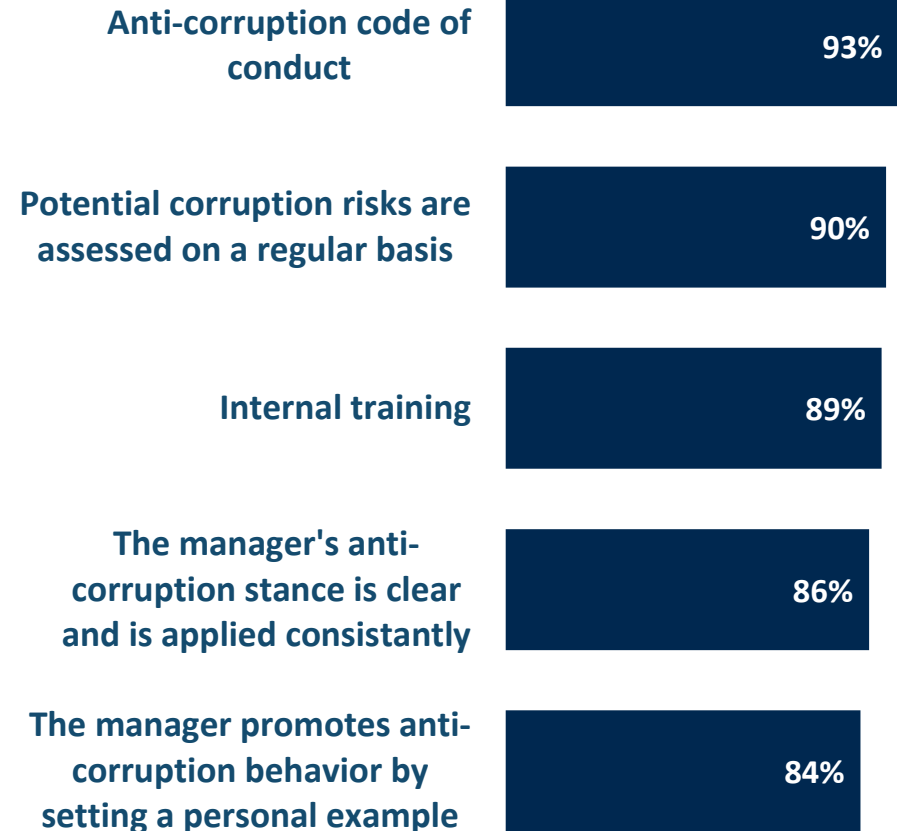 Anti-corruption code of
conduct
93%
Potential corruption risks are
assessed on a regular basis
90%
Internal training
89%
The manager's anti-
corruption stance is clear
and is applied consistantly
86%
The manager promotes anti-
corruption behavior by
setting a personal example
84%